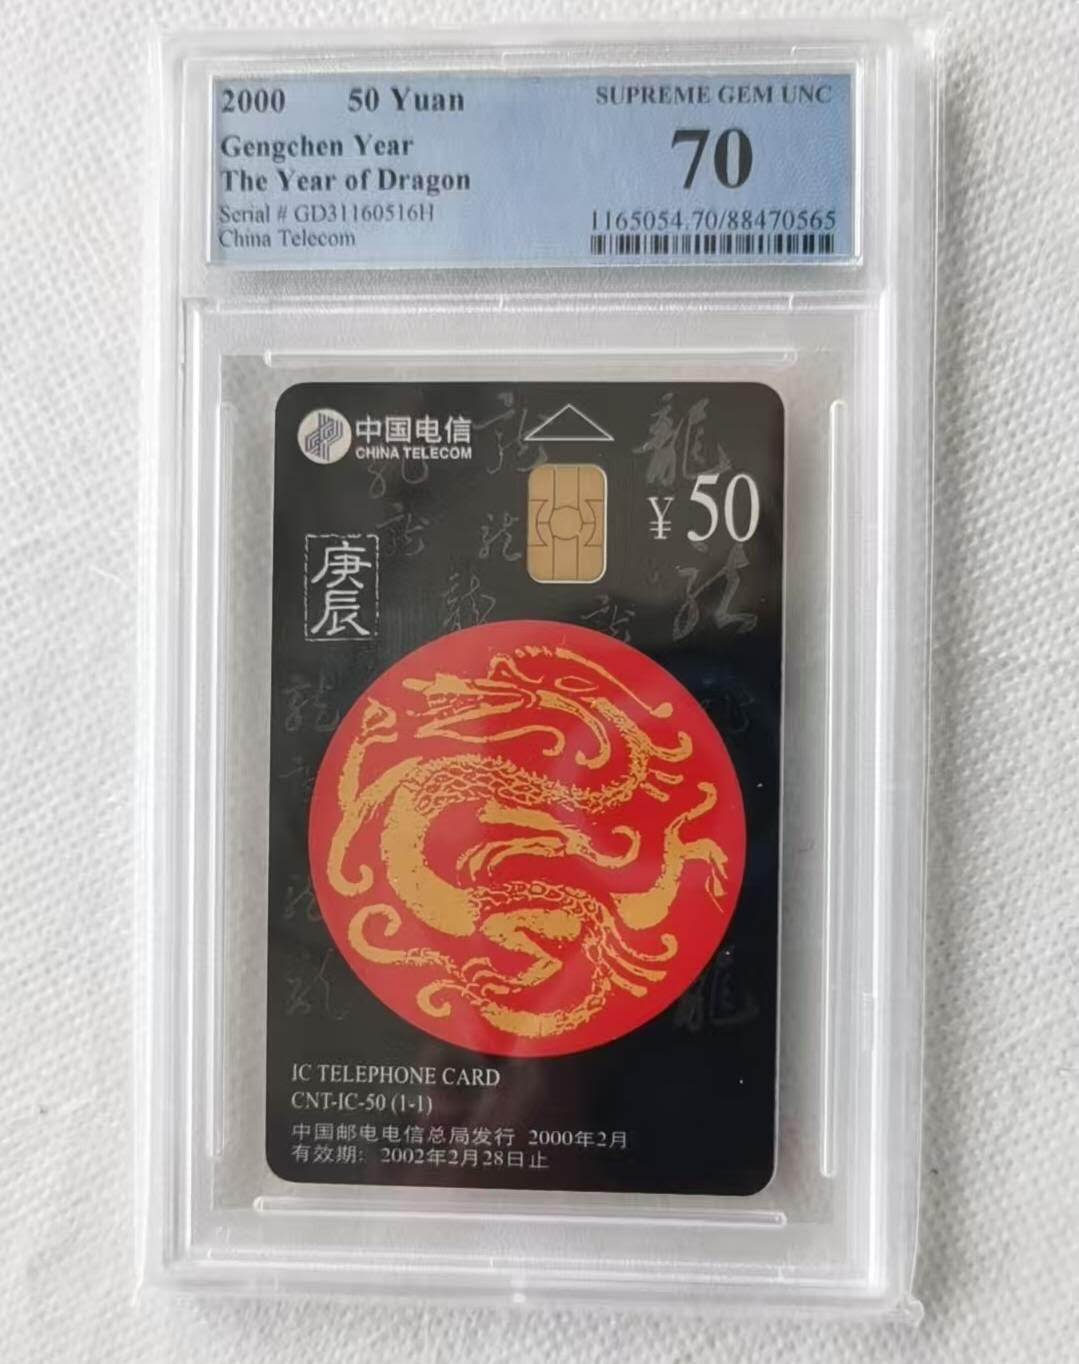 2000 50 Yuan
Gengchen Year
The Year of Dragon
Serial # GD31160516H
China Telecom
SUPREME GEM UNC
70
1165054.70/88470565
中国电信
CHINA TELECOM
¥50
庚辰
IC TELEPHONE CARD
CNT-IC-50 (1-1)
中国邮电电信总局发行 2000年2月
有效期: 2002年2月28日止